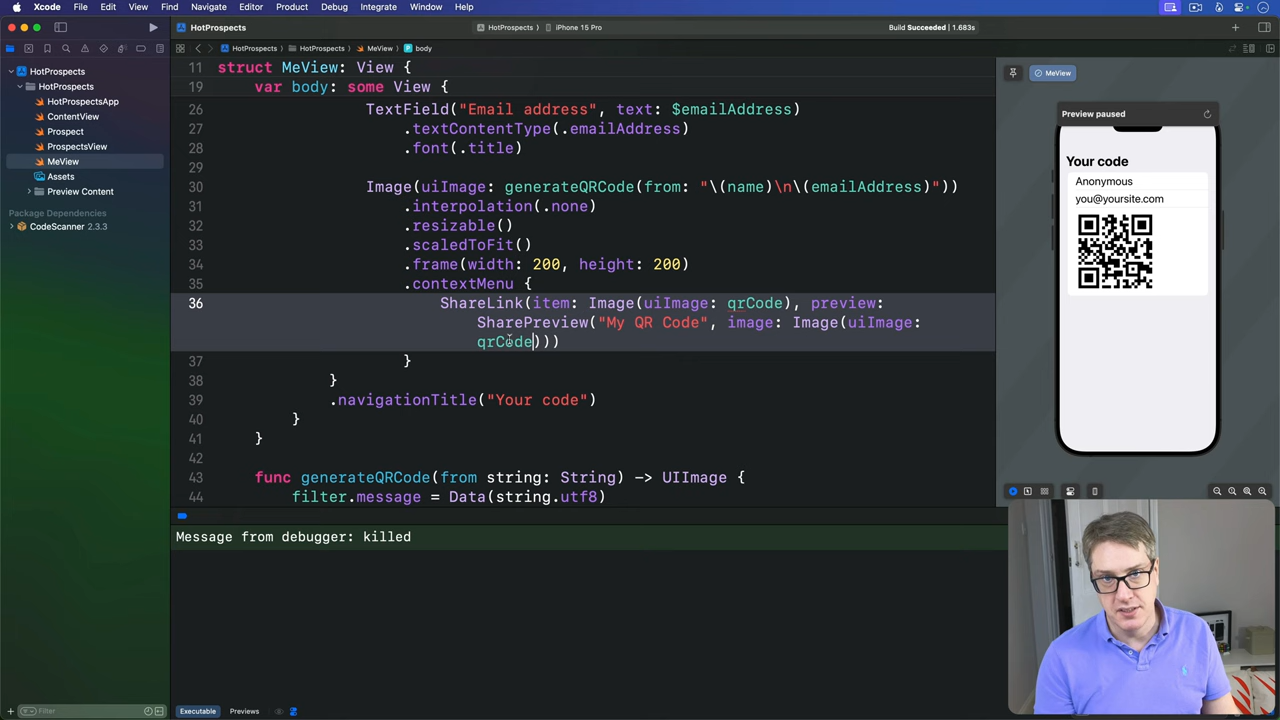 Xcode File Edit View Find Navigate Editor Product Debug Integrate Window Help
HotProspects
HotProspects 〉 iPhone 15 Pro
Build Succeeded | 1.683s
HotProspects 〉 HotProspects 〉 MeView 〉 body
HotProspects
HotProspects
HotProspectsApp
ContentView
Prospect
ProspectsView
MeView
Assets
Preview Content
Package Dependencies
CodeScanner 2.3.3
Filter
11 struct MeView: View {
19 var body: some View {
26 TextField("Email address", text: $emailAddress)
27 .textContentType(.emailAddress)
28 .font(.title)
29
30 Image(uiImage: generateQRCode(from: "\(name)\n\(emailAddress)"))
31 .interpolation(.none)
32 .resizable()
33 .scaledToFit()
34 .frame(width: 200, height: 200)
35 .contextMenu {
36 ShareLink(item: Image(uiImage: qrCode), preview:
SharePreview("My QR Code", image: Image(uiImage:
qrCode)))
37 }
38 }
39 .navigationTitle("Your code")
40 }
41 }
42
43 func generateQRCode(from string: String) -> UIImage {
44 filter.message = Data(string.utf8)
Message from debugger: killed
Executable Previews
MeView
Preview paused
Your code
Anonymous
you@yoursite.com